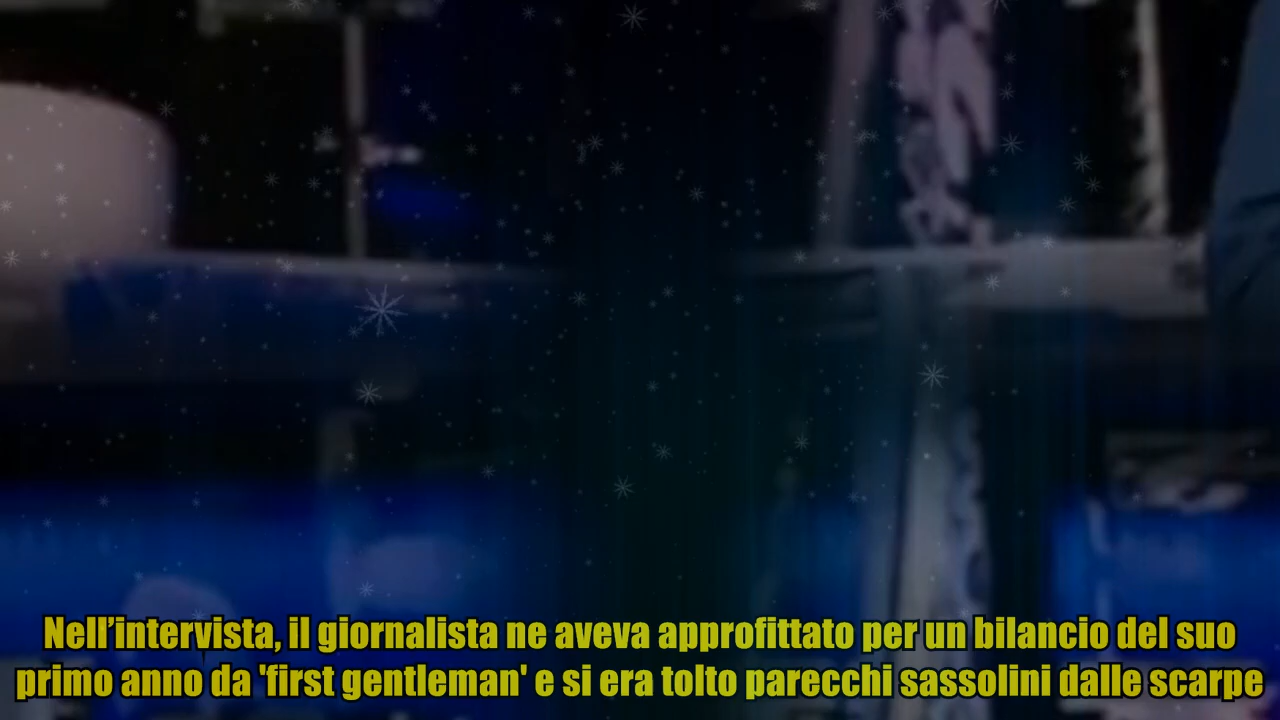 Nell’intervista, il giornalista ne aveva approfittato per un bilancio del suo
primo anno da 'first gentleman' e si era tolto parecchi sassolini dalle scarpe